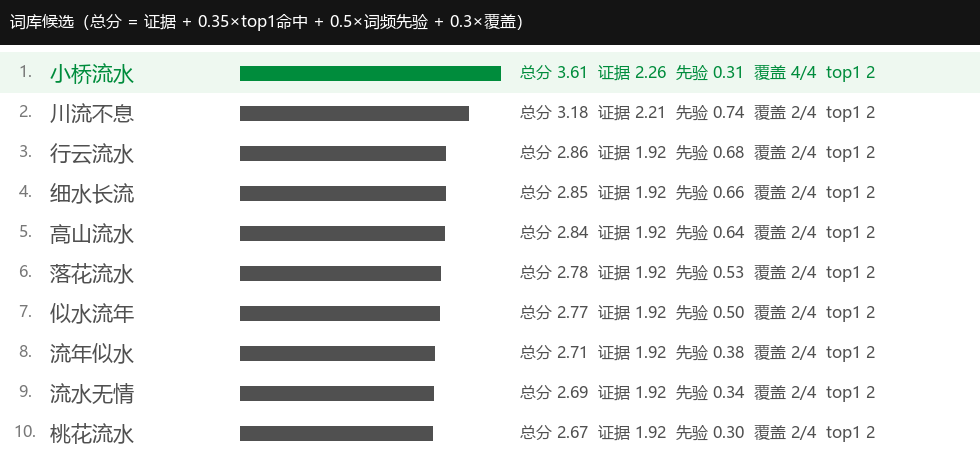 词库候选（总分 = 证据 + 0.35×top1命中 + 0.5×词频先验 + 0.3×覆盖）
1. 小桥流水 总分 3.61 证据 2.26 先验 0.31 覆盖 4/4 top1 2
2. 川流不息 总分 3.18 证据 2.21 先验 0.74 覆盖 2/4 top1 2
3. 行云流水 总分 2.86 证据 1.92 先验 0.68 覆盖 2/4 top1 2
4. 细水长流 总分 2.85 证据 1.92 先验 0.66 覆盖 2/4 top1 2
5. 高山流水 总分 2.84 证据 1.92 先验 0.64 覆盖 2/4 top1 2
6. 落花流水 总分 2.78 证据 1.92 先验 0.53 覆盖 2/4 top1 2
7. 似水流年 总分 2.77 证据 1.92 先验 0.50 覆盖 2/4 top1 2
8. 流年似水 总分 2.71 证据 1.92 先验 0.38 覆盖 2/4 top1 2
9. 流水无情 总分 2.69 证据 1.92 先验 0.34 覆盖 2/4 top1 2
10. 桃花流水 总分 2.67 证据 1.92 先验 0.30 覆盖 2/4 top1 2